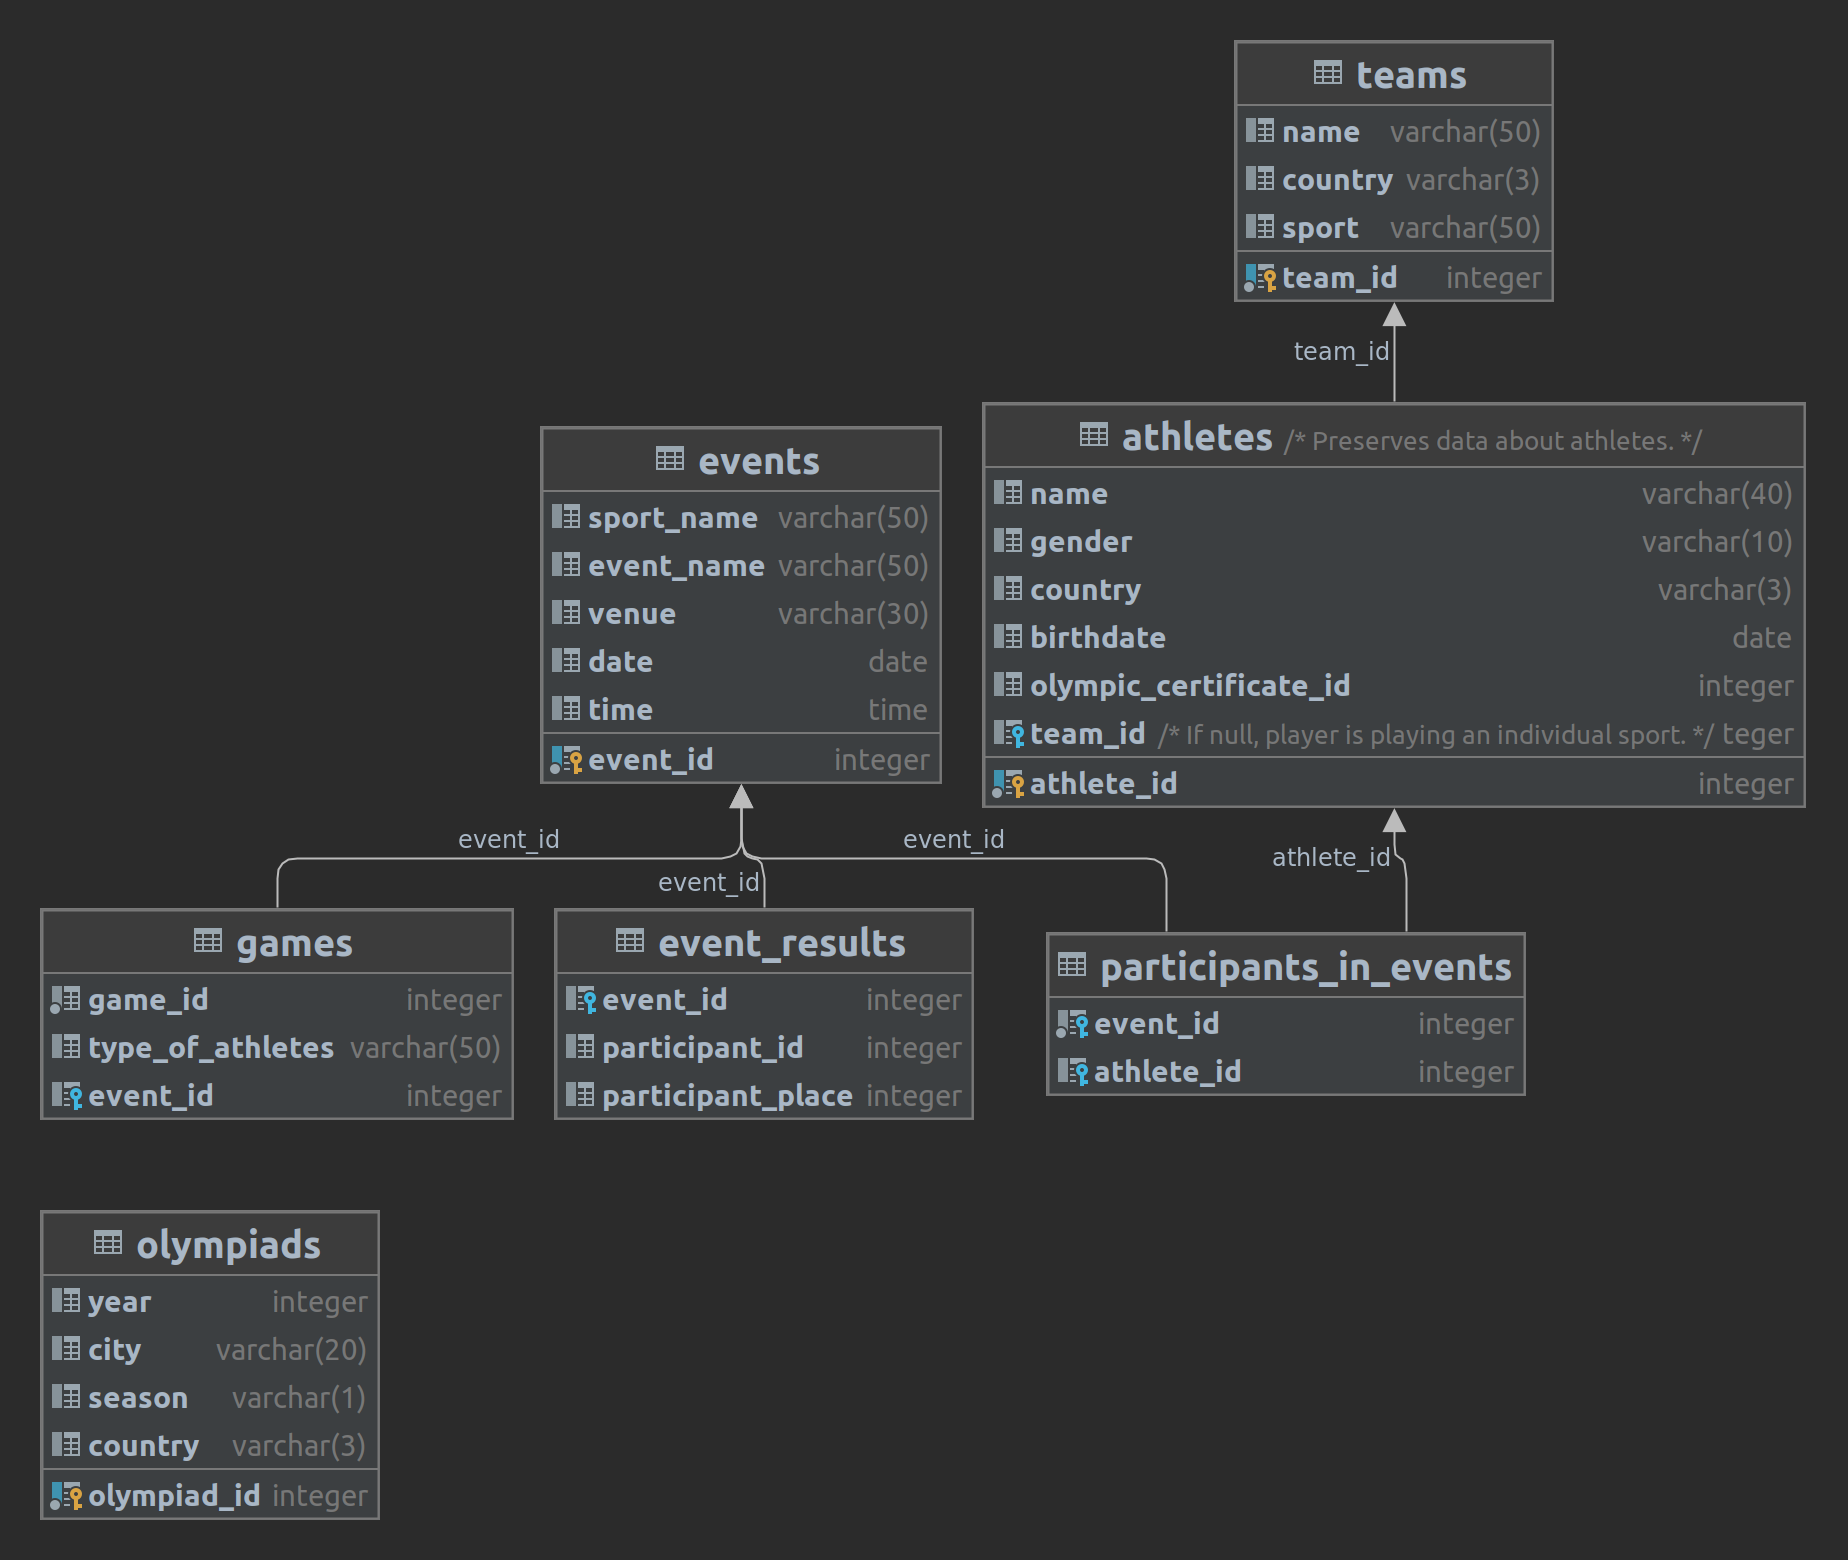 teams
name varchar(50)
country varchar(3)
sport varchar(50)
team_id integer
team_id
athletes /* Preserves data about athletes. */
name varchar(40)
gender varchar(10)
country varchar(3)
birthdate date
olympic_certificate_id integer
team_id /* If null, player is playing an individual sport. */ teger
athlete_id integer
events
sport_name varchar(50)
event_name varchar(50)
venue varchar(30)
date date
time time
event_id integer
event_id
event_id
event_id
athlete_id
games
game_id integer
type_of_athletes varchar(50)
event_id integer
event_results
event_id integer
participant_id integer
participant_place integer
participants_in_events
event_id integer
athlete_id integer
olympiads
year integer
city varchar(20)
season varchar(1)
country varchar(3)
olympiad_id integer